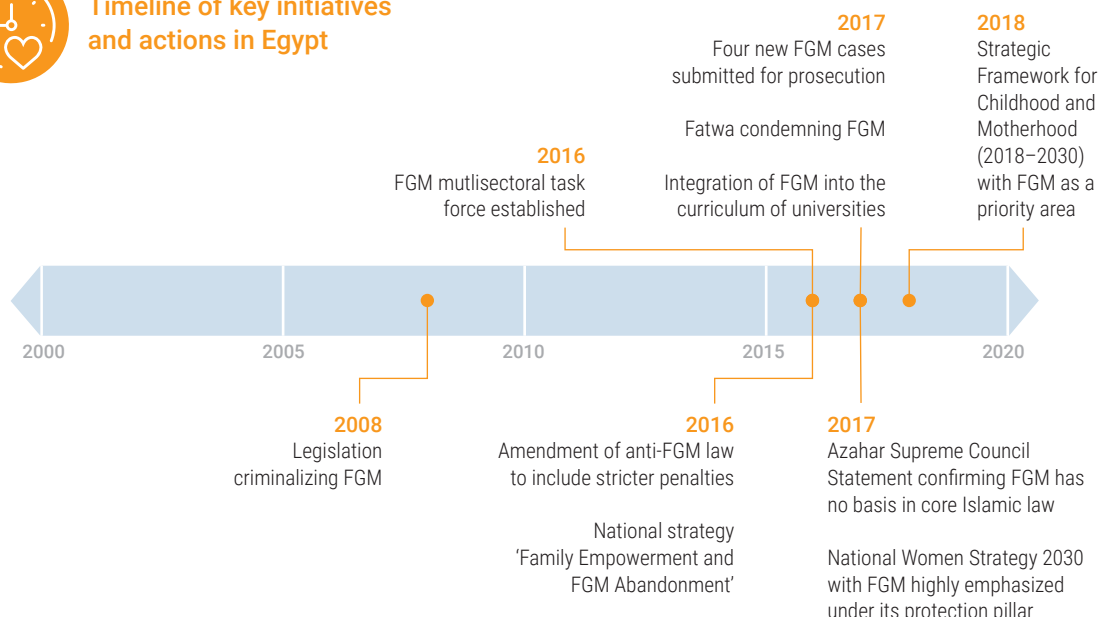 Timeline of key initiatives
and actions in Egypt
2017
Four new FGM cases
submitted for prosecution
Fatwa condemning FGM
Integration of FGM into the
curriculum of universities
2018
Strategic
Framework for
Childhood and
Motherhood
(2018–2030)
with FGM as a
priority area
2016
FGM mutlisectoral task
force established
2000
2005
2010
2015
2020
2008
Legislation
criminalizing FGM
2016
Amendment of anti-FGM law
to include stricter penalties
National strategy
‘Family Empowerment and
FGM Abandonment’
2017
Azahar Supreme Council
Statement confirming FGM has
no basis in core Islamic law
National Women Strategy 2030
with FGM highly emphasized
under its protection pillar